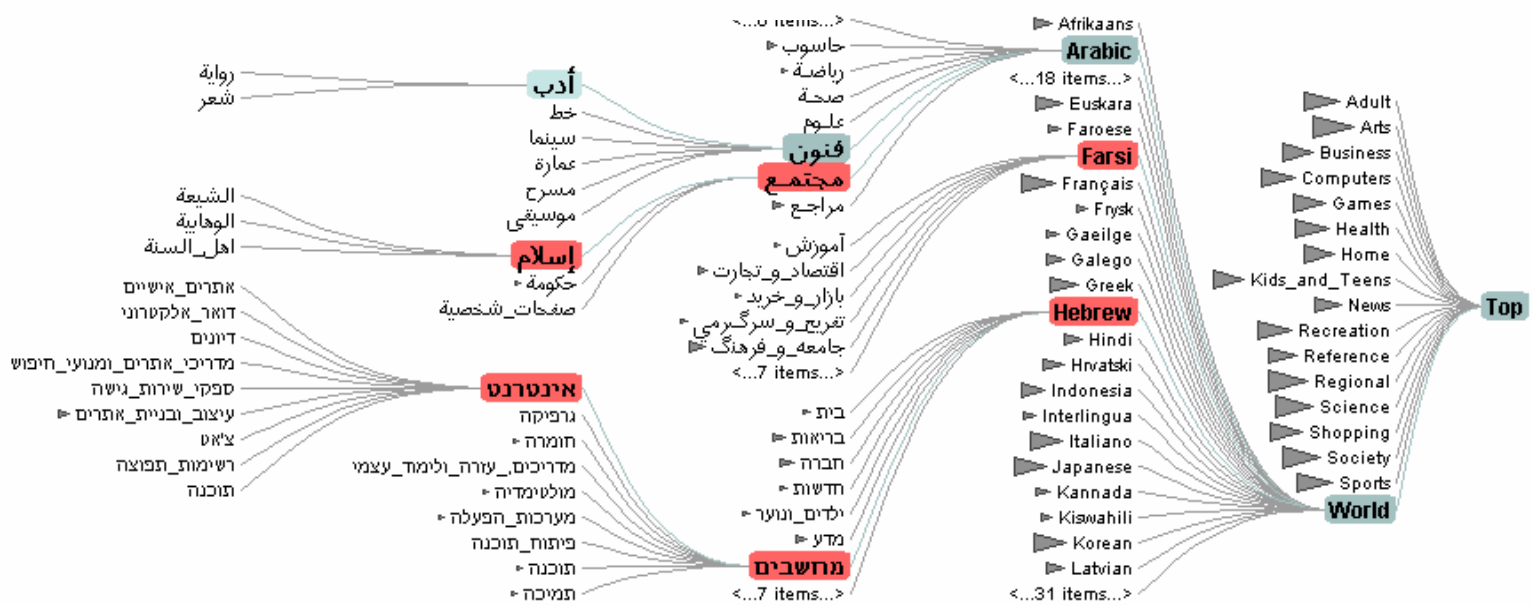 Top
Adult
Arts
Business
Computers
Games
Health
Home
Kids_and_Teens
News
Recreation
Reference
Regional
Science
Shopping
Society
Sports
World
Afrikaans
Arabic
<...18 items...>
Euskara
Faroese
Farsi
Français
Frysk
Gaeilge
Galego
Greek
Hebrew
Hindi
Hrvatski
Indonesia
Interlingua
Italiano
Japanese
Kannada
Kiswahili
Korean
Latvian
<...31 items...>
items...>
حاسوب
رياضة
صحة
علوم
فنون
مجتمع
مراجع
آموزش
اقتصاد_و_تجارت
بازار_و_خريد
تفريح_و_سرگرمي
جامعه_و_فرهنگ
<...7 items...>
בית
בריאות
חברה
חדשות
ילדים_ונוער
מדע
מחשבים
<...7 items...>
أدب
خط
سينما
عمارة
مسرح
موسيقى
إسلام
حكومة
صفحات_شخصية
אינטרנט
גרפיקה
חומרה
מדריכים,_עזרה_ולימוד_עצמי
מולטימדיה
מערכות_הפעלה
פיתוח_תוכנה
תוכנה
תמיכה
رواية
شعر
الشيعة
الوهابية
اهل_السنة
אתרים_אישיים
דואר_אלקטרוני
דיונים
מדריכי_אתרים_ומנועי_חיפוש
ספקי_שירות_גישה
עיצוב_ובניית_אתרים
צ'אט
רשימות_תפוצה
תוכנה